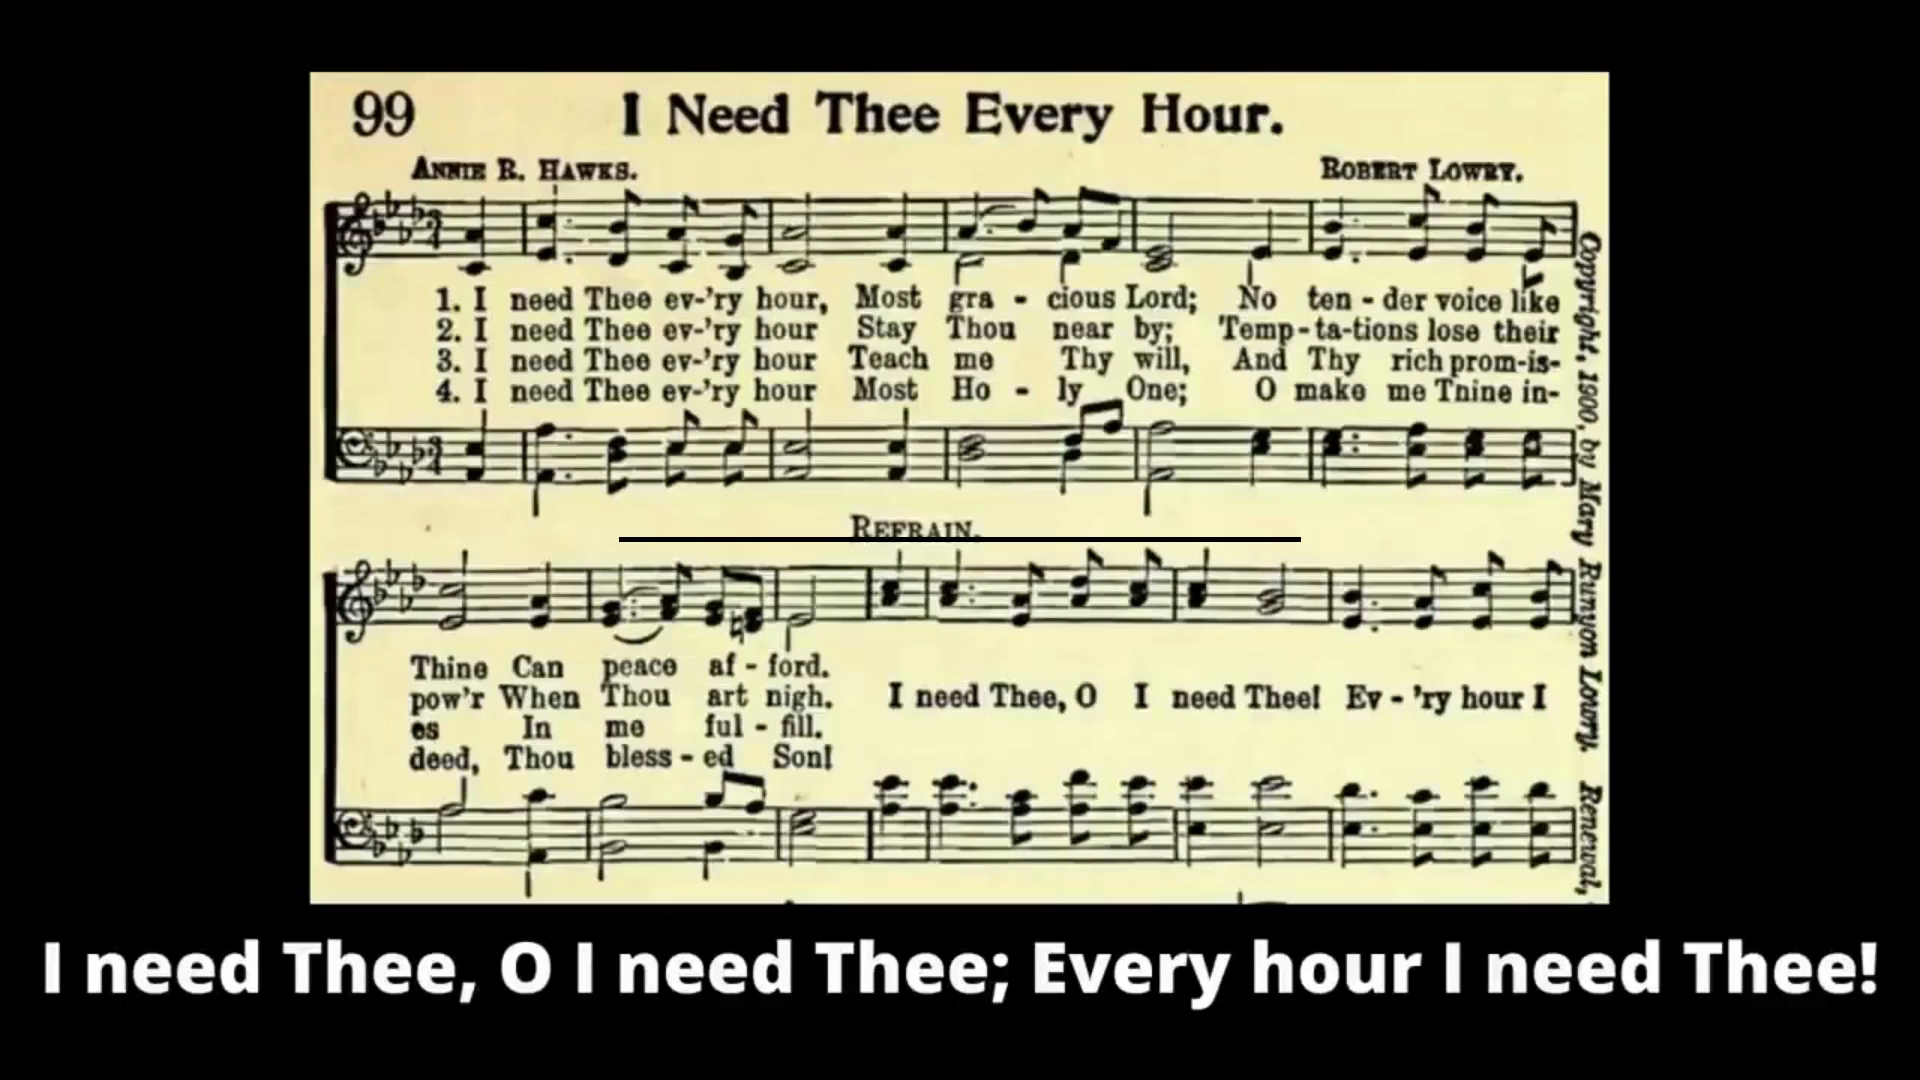 99 I Need Thee Every Hour.
ANNIE R. HAWKS. ROBERT LOWRY.
1. I need Thee ev-'ry hour, Most gra - cious Lord; No ten - der voice like
2. I need Thee ev-'ry hour Stay Thou near by; Temp-ta-tions lose their
3. I need Thee ev-'ry hour Teach me Thy will, And Thy rich prom-is-
4. I need Thee ev-'ry hour Most Ho - ly One; O make me Tnine in-
REFRAIN.
Thine Can peace af - ford.
pow'r When Thou art nigh. I need Thee, O I need Thee! Ev - 'ry hour I
es In me ful - fill.
deed, Thou bless - ed Son!
Copyright, 1900, by Mary Runyon Lowry. Renewal,
I need Thee, O I need Thee; Every hour I need Thee!